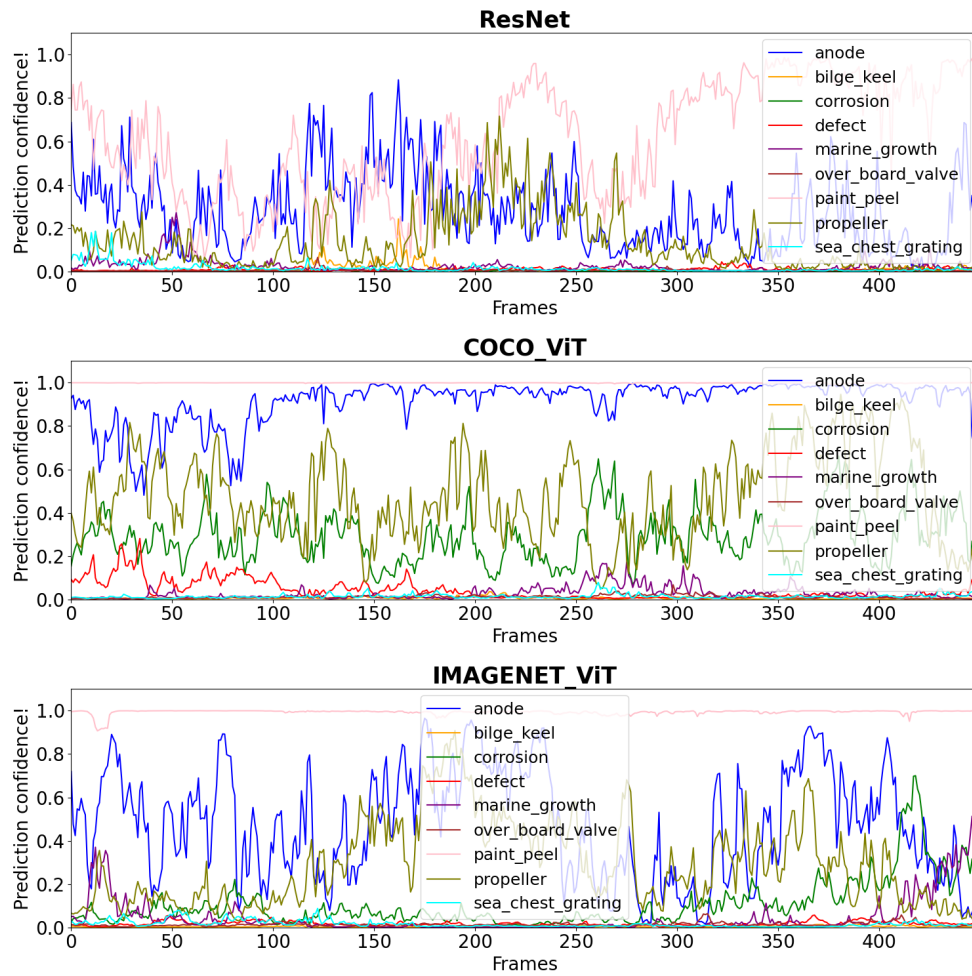 ResNet
Prediction confidence!
1.0
0.8
0.6
0.4
0.2
0.0
anode
bilge_keel
corrosion
defect
marine_growth
over_board_valve
paint_peel
propeller
sea_chest_grating
0 50 100 150 200 250 300 350 400
Frames
COCO_ViT
Prediction confidence!
1.0
0.8
0.6
0.4
0.2
0.0
anode
bilge_keel
corrosion
defect
marine_growth
over_board_valve
paint_peel
propeller
sea_chest_grating
0 50 100 150 200 250 300 350 400
Frames
IMAGENET_ViT
Prediction confidence!
1.0
0.8
0.6
0.4
0.2
0.0
anode
bilge_keel
corrosion
defect
marine_growth
over_board_valve
paint_peel
propeller
sea_chest_grating
0 50 100 150 200 250 300 350 400
Frames